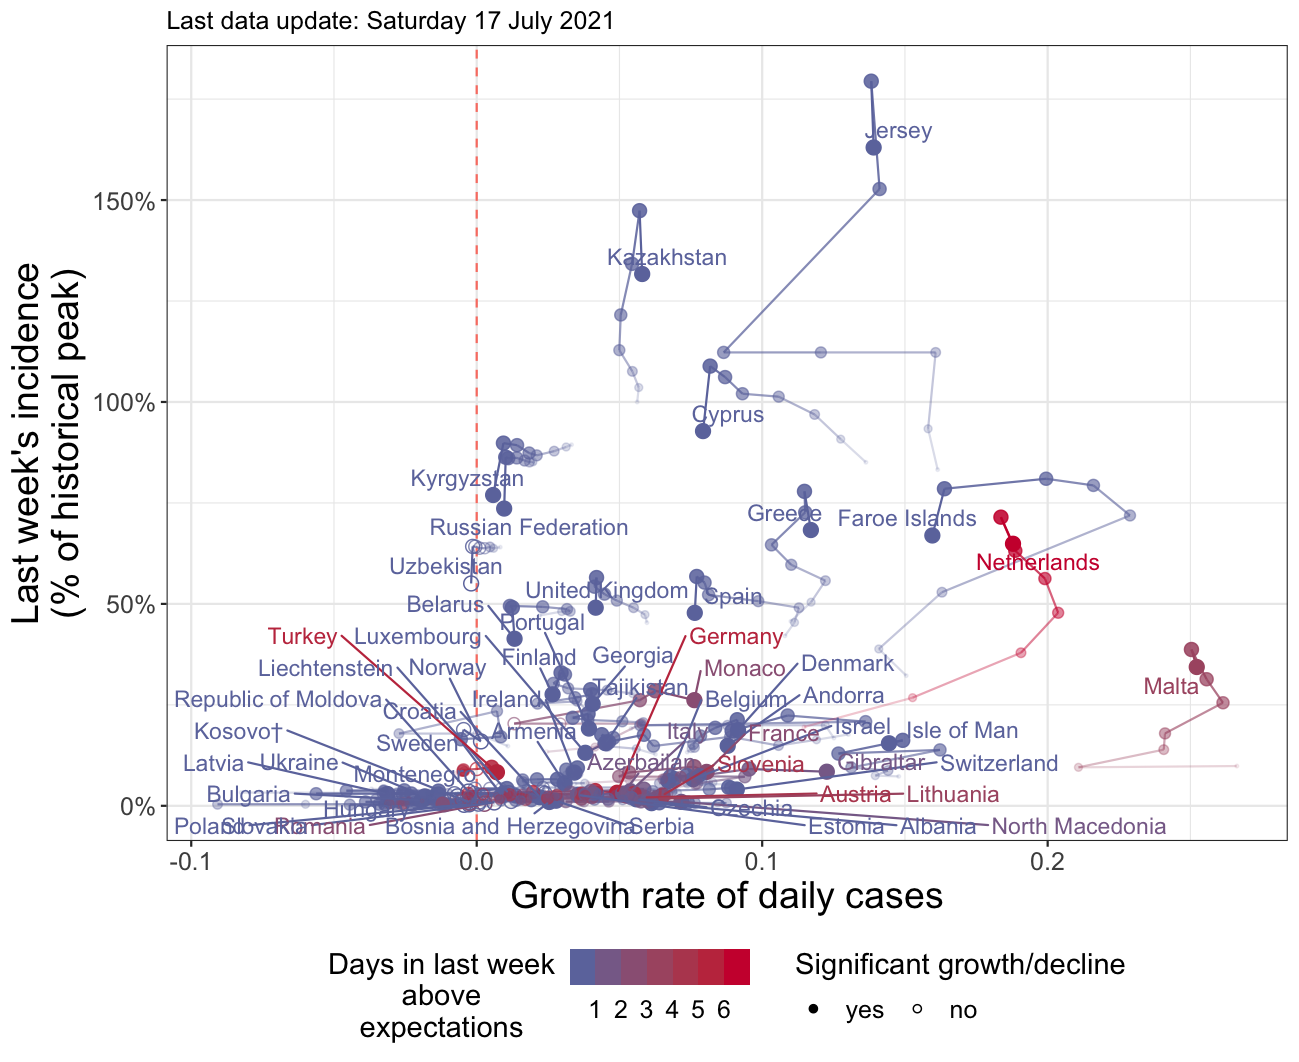 Last data update: Saturday 17 July 2021
Last week's incidence
(% of historical peak)
150%
100%
50%
0%
Jersey
Kazakhstan
Cyprus
Kyrgyzstan
Greece
Faroe Islands
Russian Federation
Netherlands
Uzbekistan
United Kingdom
Spain
Belarus
Portugal
Turkey
Luxembourg
Germany
Finland
Georgia
Liechtenstein
Norway
Monaco
Denmark
Malta
Tajikistan
Republic of Moldova
Ireland
Belgium
Andorra
Croatia
Kosovo†
Armenia
Italy
France
Israel
Isle of Man
Sweden
Latvia
Ukraine
Azerbaijan
Slovenia
Gibraltar
Switzerland
Montenegro
Bulgaria
Austria
Lithuania
Hungary
Czechia
Poland
Slovakia
Romania
Bosnia and Herzegovina
Serbia
Estonia
Albania
North Macedonia
-0.1
0.0
0.1
0.2
Growth rate of daily cases
Days in last week
above
expectations
1 2 3 4 5 6
Significant growth/decline
yes
no